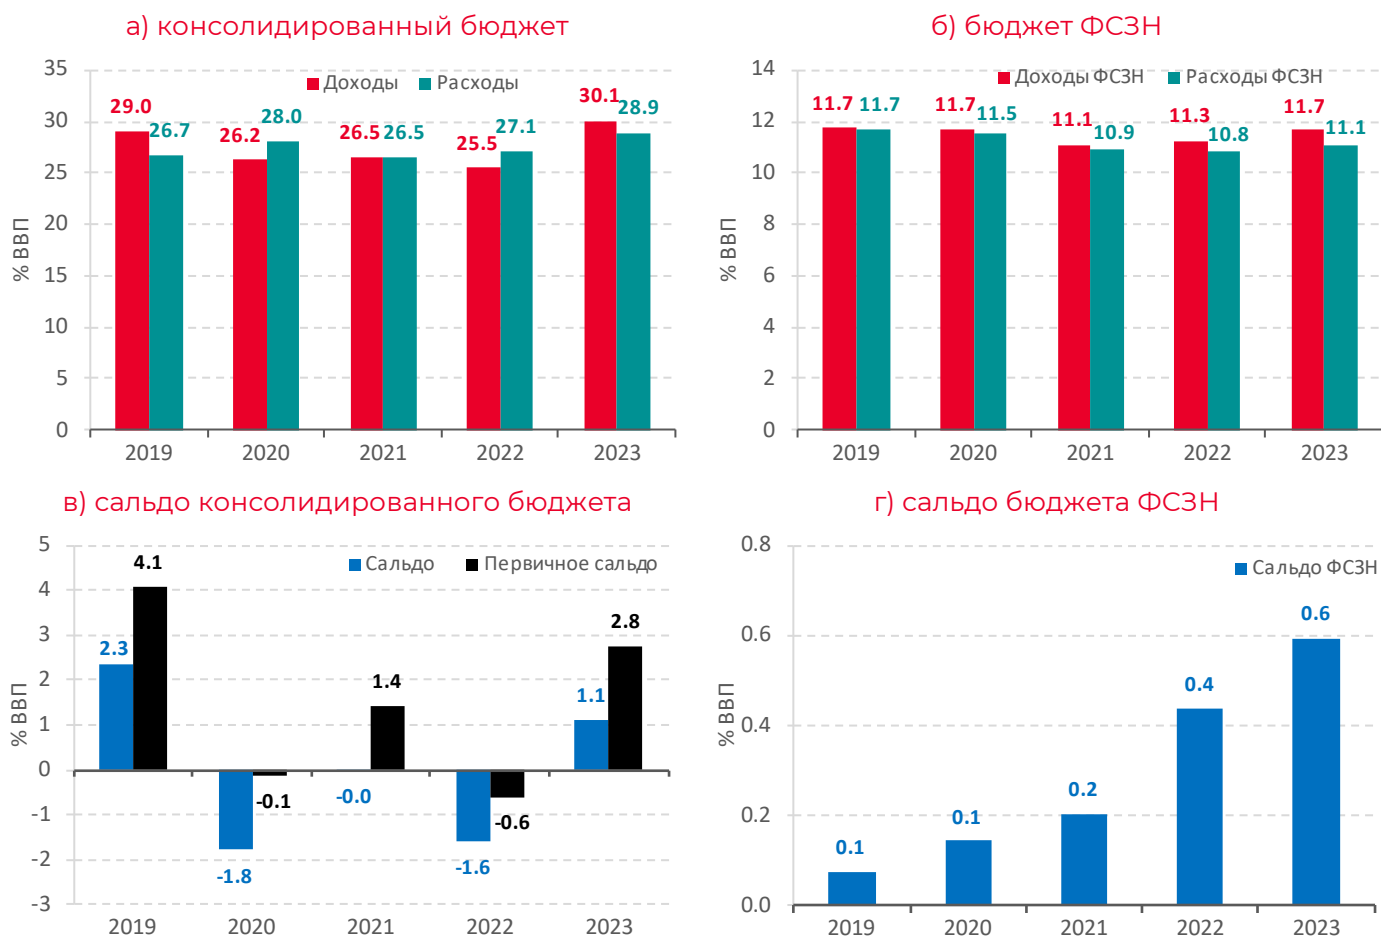 а) консолидированный бюджет
Доходы Расходы
% ВВП
35
30
25
20
15
10
5
0
29.0 26.7 26.2 28.0 26.5 26.5 25.5 27.1 30.1 28.9
2019 2020 2021 2022 2023
б) бюджет ФСЗН
Доходы ФСЗН Расходы ФСЗН
% ВВП
14
12
10
8
6
4
2
0
11.7 11.7 11.7 11.5 11.1 10.9 11.3 10.8 11.7 11.1
2019 2020 2021 2022 2023
в) сальдо консолидированного бюджета
Сальдо Первичное сальдо
% ВВП
5
4
3
2
1
0
-1
-2
-3
2.3 4.1 -1.8 -0.1 -0.0 1.4 -1.6 -0.6 1.1 2.8
2019 2020 2021 2022 2023
г) сальдо бюджета ФСЗН
Сальдо ФСЗН
% ВВП
0.8
0.6
0.4
0.2
0.0
0.1 0.1 0.2 0.4 0.6
2019 2020 2021 2022 2023